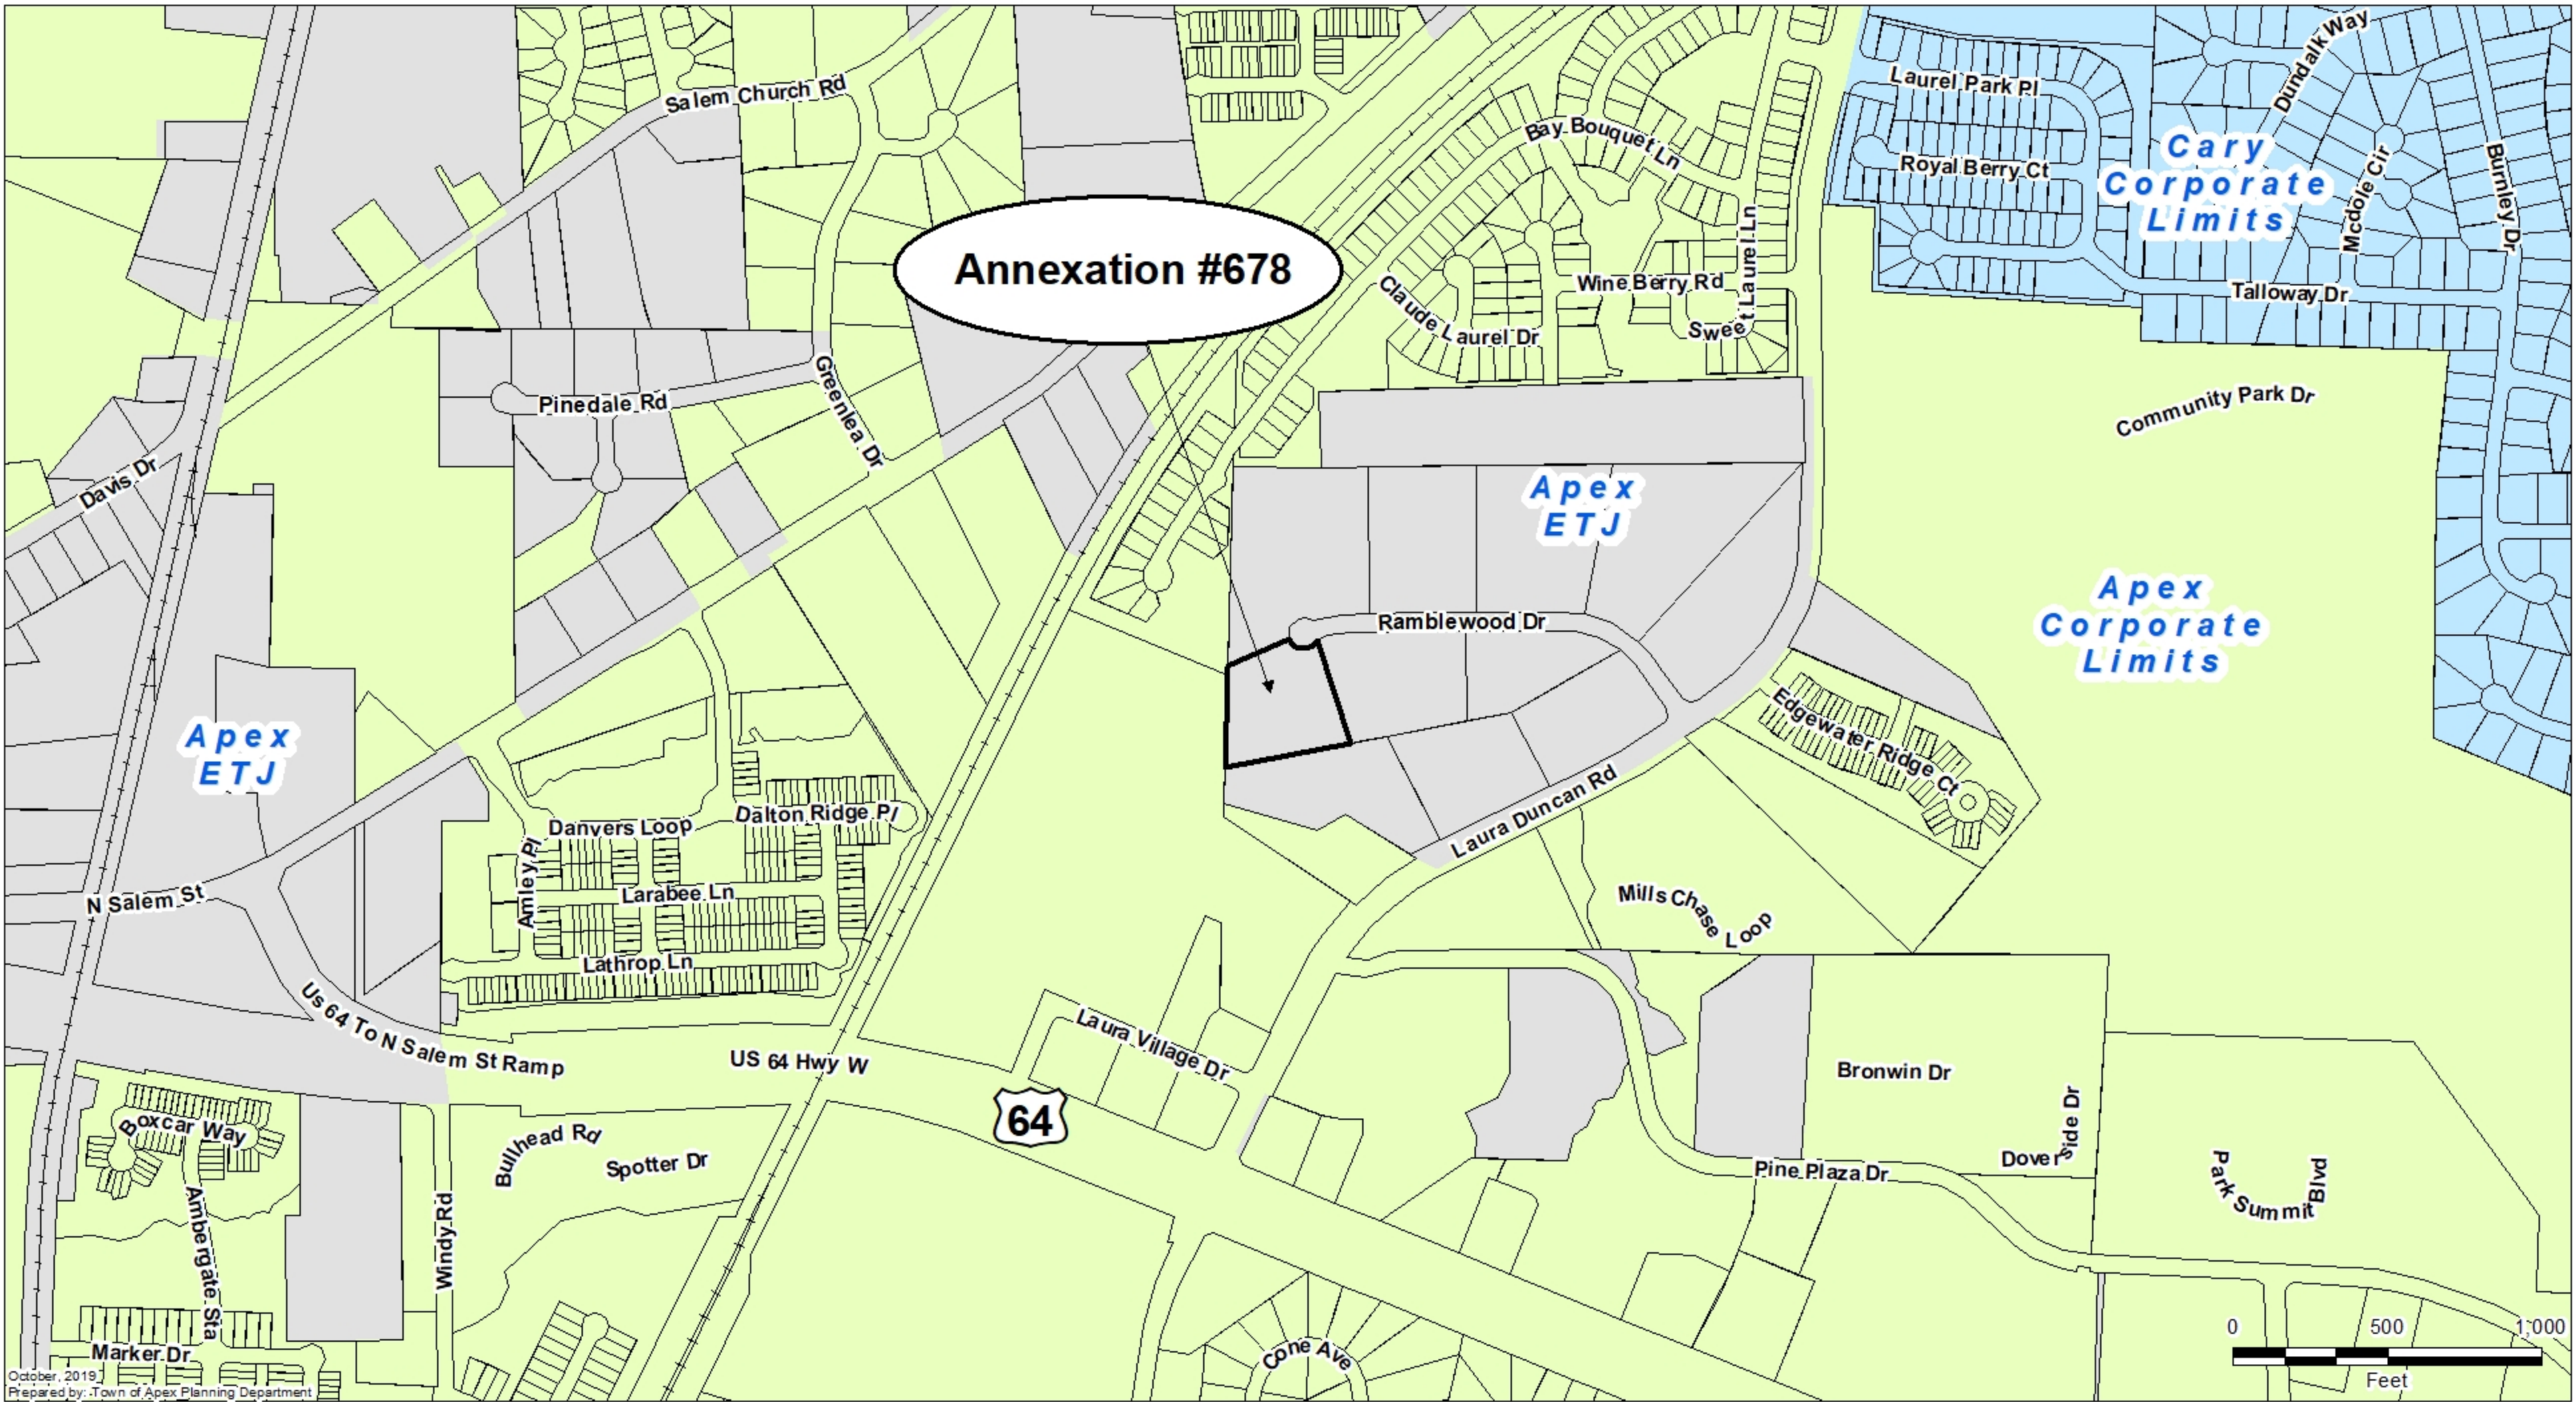 Dundalk Way
Laurel Park Pl
Salem Church Rd
Bay Bouquet Ln
Cary
Corporate
Limits
Royal Berry Ct
Mcdole Cir
Burnley Dr
Annexation #678
Sweet Laurel Ln
Wine Berry Rd
Claude Laurel Dr
Talloway Dr
Pinedale Rd
Greenlea Dr
Community Park Dr
Davis Dr
Apex
ETJ
Apex
Corporate
Limits
Ramblewood Dr
Edgewater Ridge Ct
Apex
ETJ
Laura Duncan Rd
Danvers Loop
Dalton Ridge Pl
Amley Pl
Larabee Ln
N Salem St
Mills Chase Loop
Lathrop Ln
Us 64 To N Salem St Ramp
US 64 Hwy W
Laura Village Dr
64
Bronwin Dr
Boxcar Way
Bullhead Rd
Spotter Dr
Doverside Dr
Pine Plaza Dr
Park Summit Blvd
Windy Rd
Ambergate Sta
Marker Dr
Cone Ave
0 500 1,000
Feet
October, 2019
Prepared by: Town of Apex Planning Department